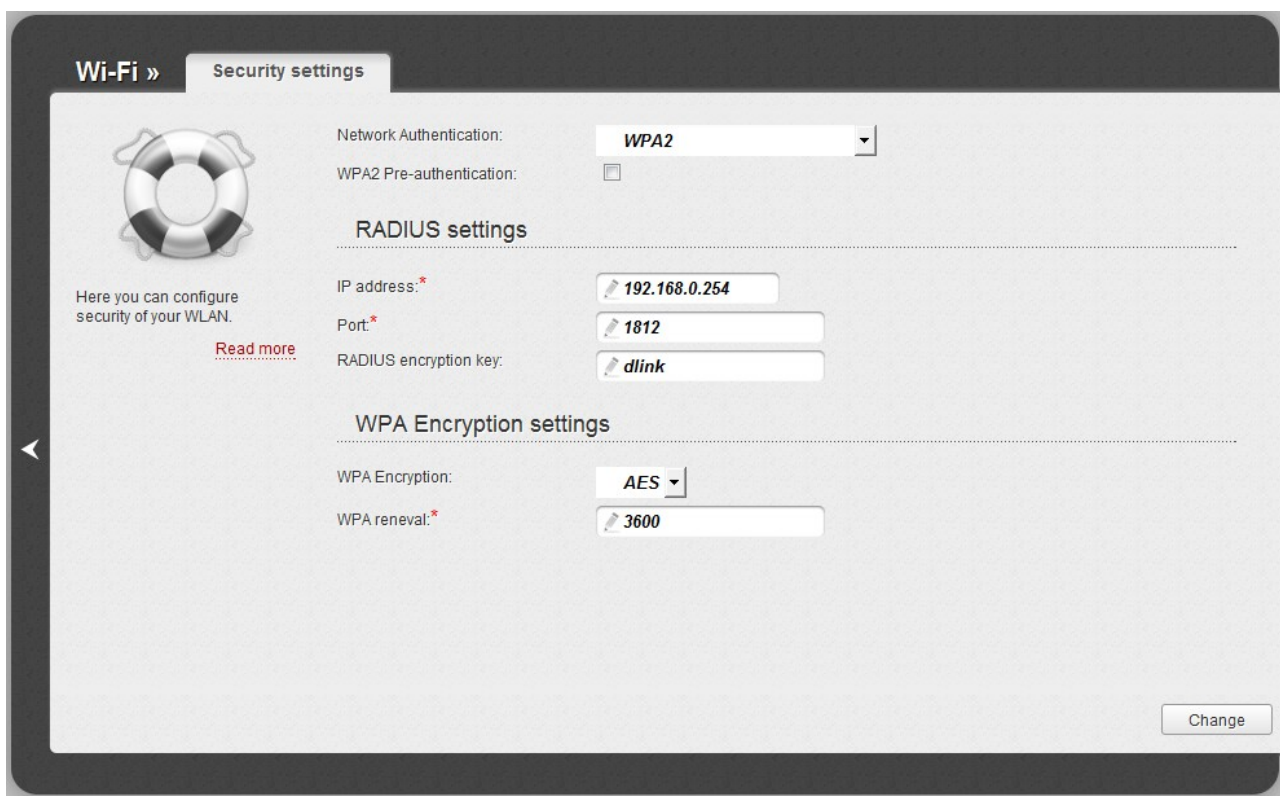 Wi-Fi »
Security settings
Here you can configure
security of your WLAN.
Read more
Network Authentication:
WPA2
WPA2 Pre-authentication:
RADIUS settings
IP address:*
192.168.0.254
Port:*
1812
RADIUS encryption key:
dlink
WPA Encryption settings
WPA Encryption:
AES
WPA reneval:*
3600
Change